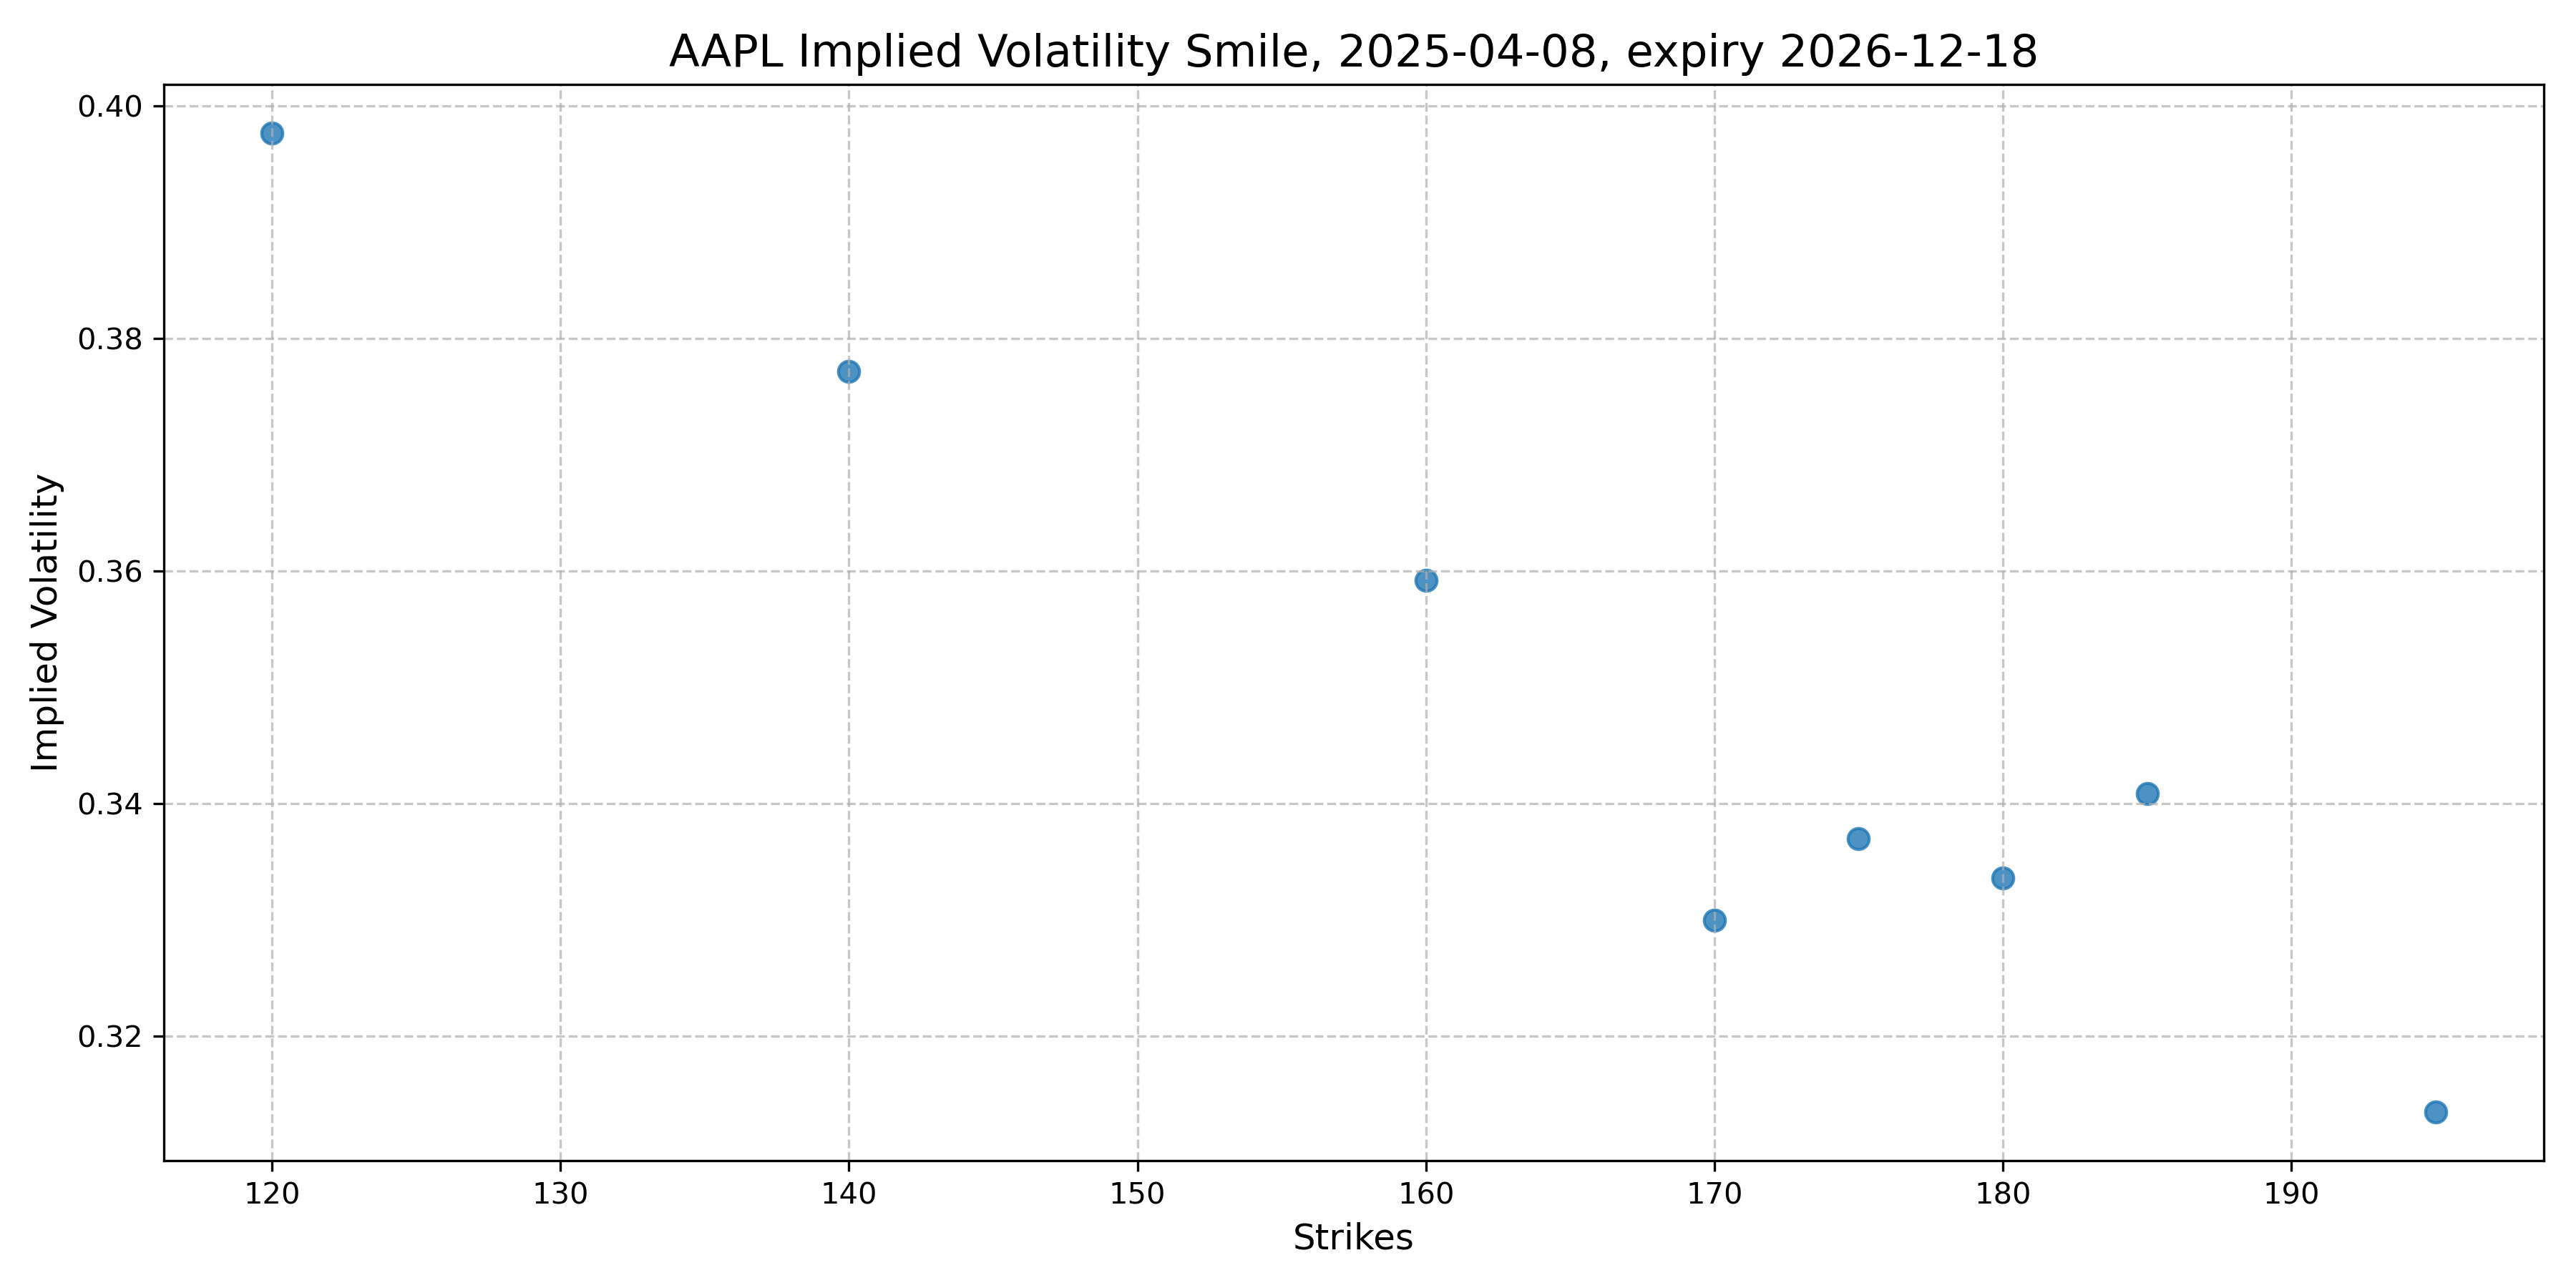 AAPL Implied Volatility Smile, 2025-04-08, expiry 2026-12-18
Implied Volatility
0.40
0.38
0.36
0.34
0.32
120 130 140 150 160 170 180 190
Strikes